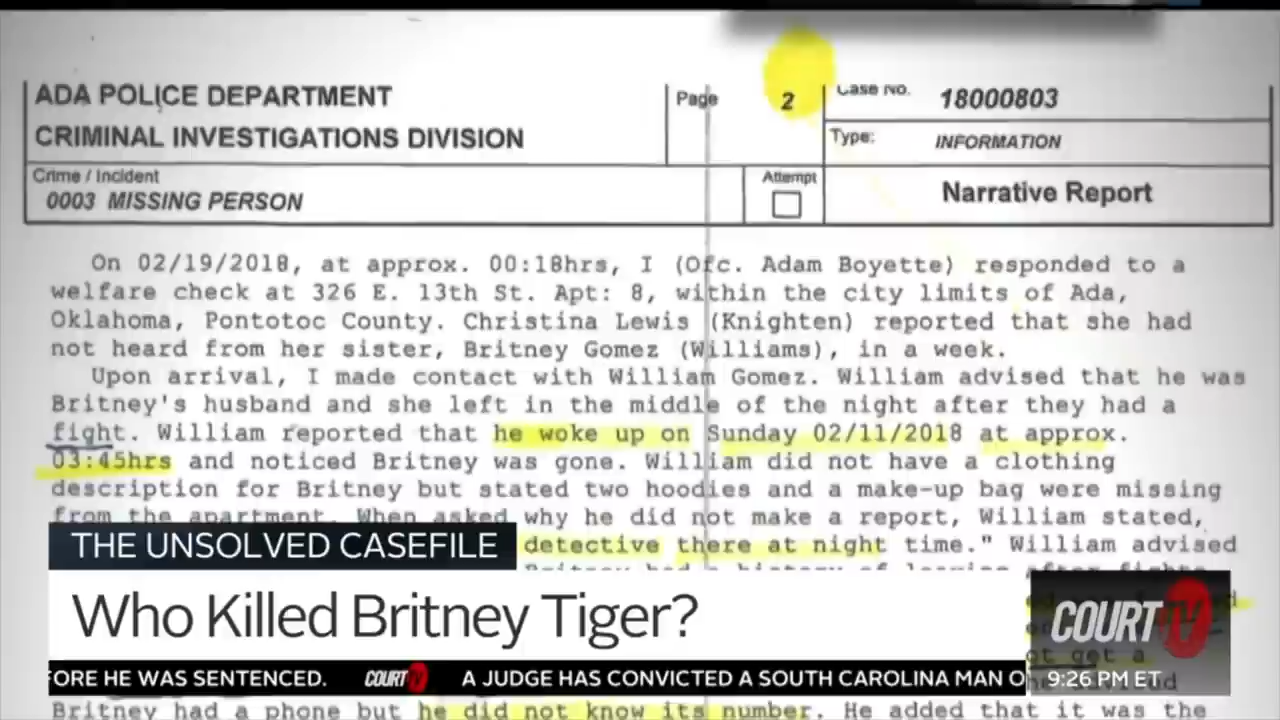 ADA POLICE DEPARTMENT
CRIMINAL INVESTIGATIONS DIVISION
Page 2
Case No. 18000803
Type: INFORMATION
Crime / Incident
0003 MISSING PERSON
Attempt
Narrative Report
On 02/19/2018, at approx. 00:18hrs, I (Ofc. Adam Boyette) responded to a
welfare check at 326 E. 13th St. Apt: 8, within the city limits of Ada,
Oklahoma, Pontotoc County. Christina Lewis (Knighten) reported that she had
not heard from her sister, Britney Gomez (Williams), in a week.
Upon arrival, I made contact with William Gomez. William advised that he was
Britney's husband and she left in the middle of the night after they had a
fight. William reported that he woke up on Sunday 02/11/2018 at approx.
03:45hrs and noticed Britney was gone. William did not have a clothing
description for Britney but stated two hoodies and a make-up bag were missing
from the apartment. When asked why he did not make a report, William stated,
detective there at night time." William advised
Britney had a history of leaving after fights
got a
Britney had a phone but he did not know its number. He added that it was the
THE UNSOLVED CASEFILE
Who Killed Britney Tiger?
COURT TV
FORE HE WAS SENTENCED. COURT TV A JUDGE HAS CONVICTED A SOUTH CAROLINA MAN O
9:26 PM ET